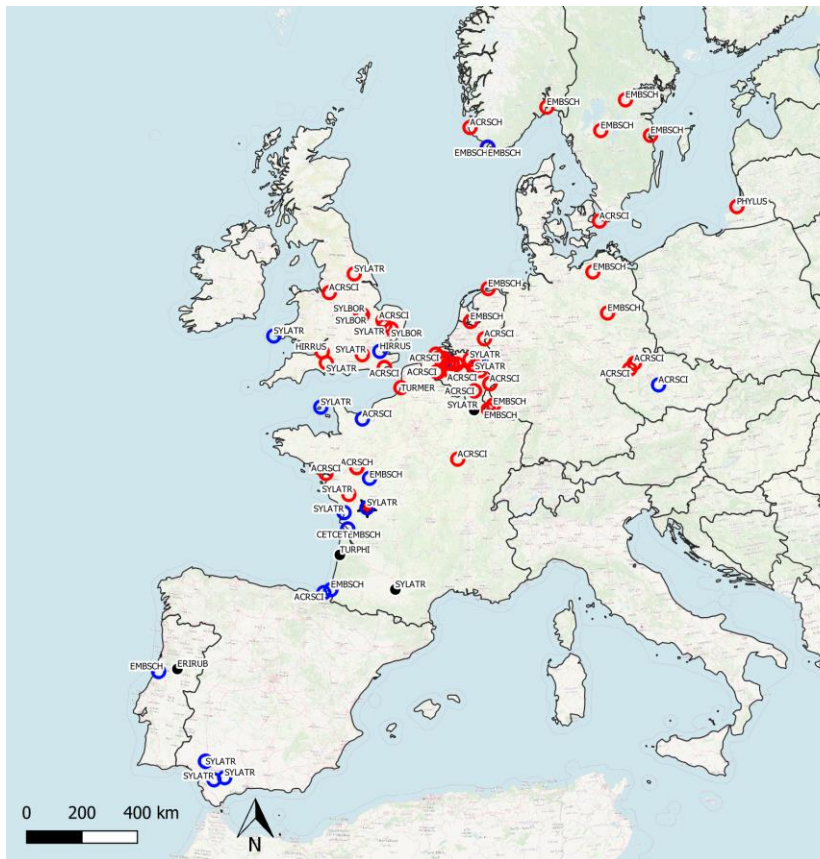 EMBSCH
EMBSCH
ACRSCH
EMBSCH
EMBSCH
EMBSCH
EMBSCH
PHYLUS
ACRSCI
SYLATR
EMBSCH
ACRSCI
EMBSCH
SYLBOR
EMBSCH
SYLBOR
ACRSCI
EMBSCH
SYLATR
SYLATR
SYLBOR
ACRSCI
HIRRUS
HIRRUS
SYLATR
ACRSCI
SYLATR
ACRSCI
SYLATR
ACRSCI
SYLATR
ACRSCI
ACRSCI
ACRSCI
ACRSCI
ACRSCI
TURMER
ACRSCI
EMBSCH
SYLATR
SYLATR
EMBSCH
ACRSCI
ACRSCI
ACRSCH
ACRSCI
EMBSCH
SYLATR
SYLATR
SYLATR
CETCET
EMBSCH
TURPHI
EMBSCH
SYLATR
ACRSCI
EMBSCH
ERIRUB
SYLATR
SYLATR
SYLATR
0 200 400 km
N